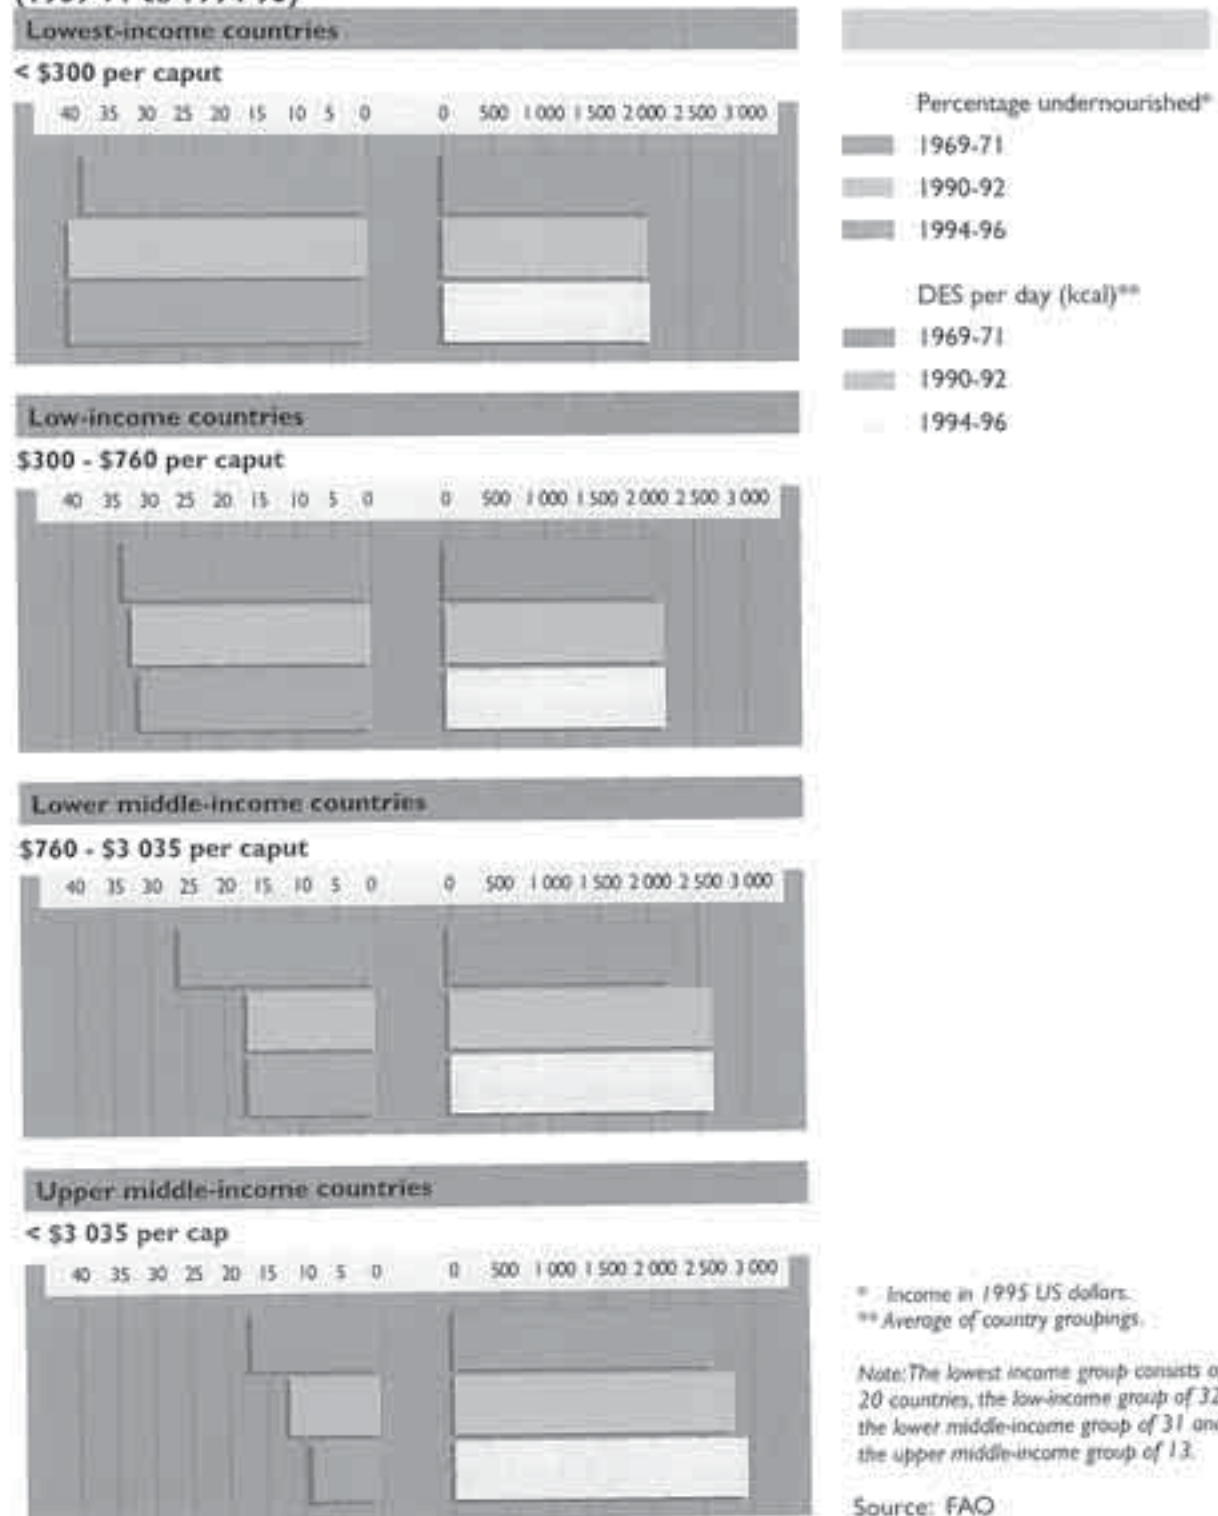 (1969-71 to 1994-96)
Lowest-income countries
< $300 per caput
40 35 30 25 20 15 10 5 0 0 500 1 000 1 500 2 000 2 500 3 000
Low-income countries
$300 - $760 per caput
40 35 30 25 20 15 10 5 0 0 500 1 000 1 500 2 000 2 500 3 000
Lower middle-income countries
$760 - $3 035 per caput
40 35 30 25 20 15 10 5 0 0 500 1 000 1 500 2 000 2 500 3 000
Upper middle-income countries
< $3 035 per cap
40 35 30 25 20 15 10 5 0 0 500 1 000 1 500 2 000 2 500 3 000
Percentage undernourished*
1969-71
1990-92
1994-96
DES per day (kcal)**
1969-71
1990-92
1994-96
* Income in 1995 US dollars.
** Average of country groupings.
Note: The lowest income group consists o
20 countries, the low-income group of 32
the lower middle-income group of 31 and
the upper middle-income group of 13.
Source: FAO